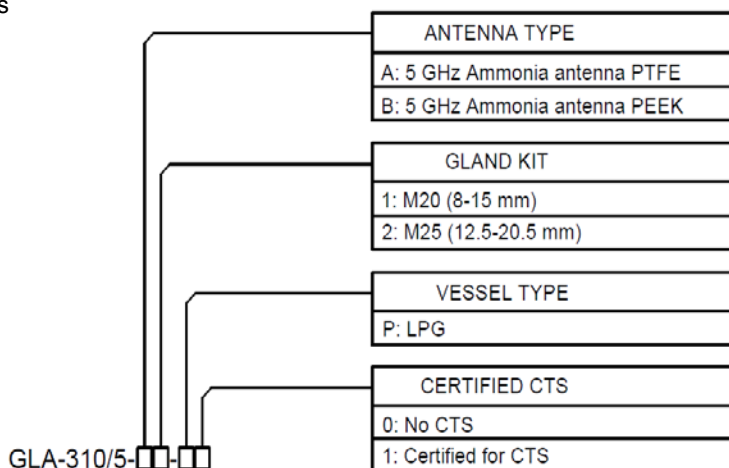 s
ANTENNA TYPE
A: 5 GHz Ammonia antenna PTFE
B: 5 GHz Ammonia antenna PEEK
GLAND KIT
1: M20 (8-15 mm)
2: M25 (12.5-20.5 mm)
VESSEL TYPE
P: LPG
CERTIFIED CTS
0: No CTS
1: Certified for CTS
GLA-310/5-□□-□□